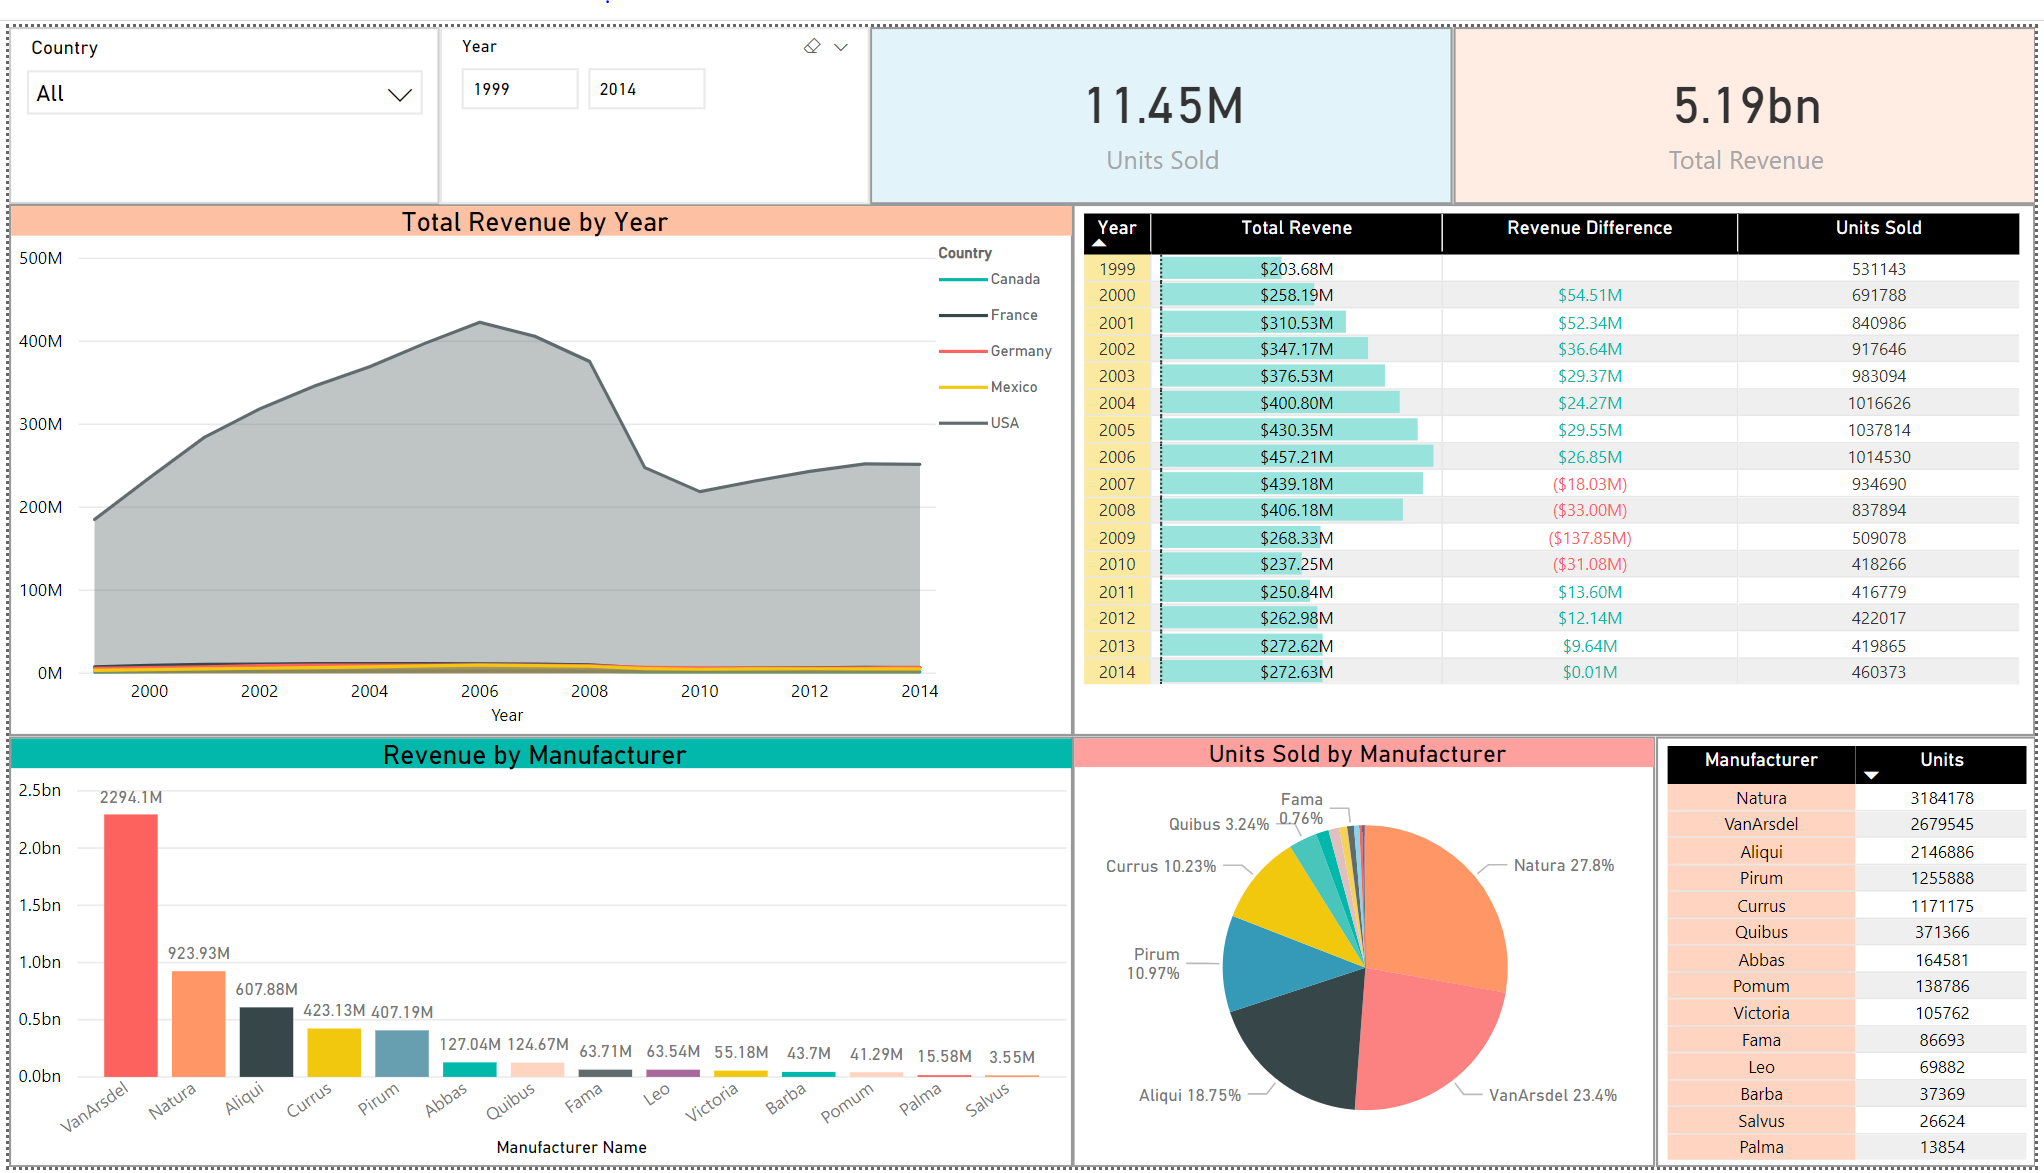 Country
All
Year
1999 2014
11.45M
Units Sold
5.19bn
Total Revenue
Total Revenue by Year
500M
400M
300M
200M
100M
0M
2000 2002 2004 2006 2008 2010 2012 2014
Year
Country
Canada
France
Germany
Mexico
USA
Year Total Revene Revenue Difference Units Sold
1999 $203.68M 531143
2000 $258.19M $54.51M 691788
2001 $310.53M $52.34M 840986
2002 $347.17M $36.64M 917646
2003 $376.53M $29.37M 983094
2004 $400.80M $24.27M 1016626
2005 $430.35M $29.55M 1037814
2006 $457.21M $26.85M 1014530
2007 $439.18M ($18.03M) 934690
2008 $406.18M ($33.00M) 837894
2009 $268.33M ($137.85M) 509078
2010 $237.25M ($31.08M) 418266
2011 $250.84M $13.60M 416779
2012 $262.98M $12.14M 422017
2013 $272.62M $9.64M 419865
2014 $272.63M $0.01M 460373
Revenue by Manufacturer
2.5bn
2.0bn
1.5bn
1.0bn
0.5bn
0.0bn
2294.1M 923.93M 607.88M 423.13M 407.19M 127.04M 124.67M 63.71M 63.54M 55.18M 43.7M 41.29M 15.58M 3.55M
VanArsdel Natura Aliqui Currus Pirum Abbas Quibus Fama Leo Victoria Barba Pomum Palma Salvus
Manufacturer Name
Units Sold by Manufacturer
Fama
0.76%
Quibus 3.24%
Currus 10.23%
Natura 27.8%
Pirum
10.97%
Aliqui 18.75%
VanArsdel 23.4%
Manufacturer Units
Natura 3184178
VanArsdel 2679545
Aliqui 2146886
Pirum 1255888
Currus 1171175
Quibus 371366
Abbas 164581
Pomum 138786
Victoria 105762
Fama 86693
Leo 69882
Barba 37369
Salvus 26624
Palma 13854